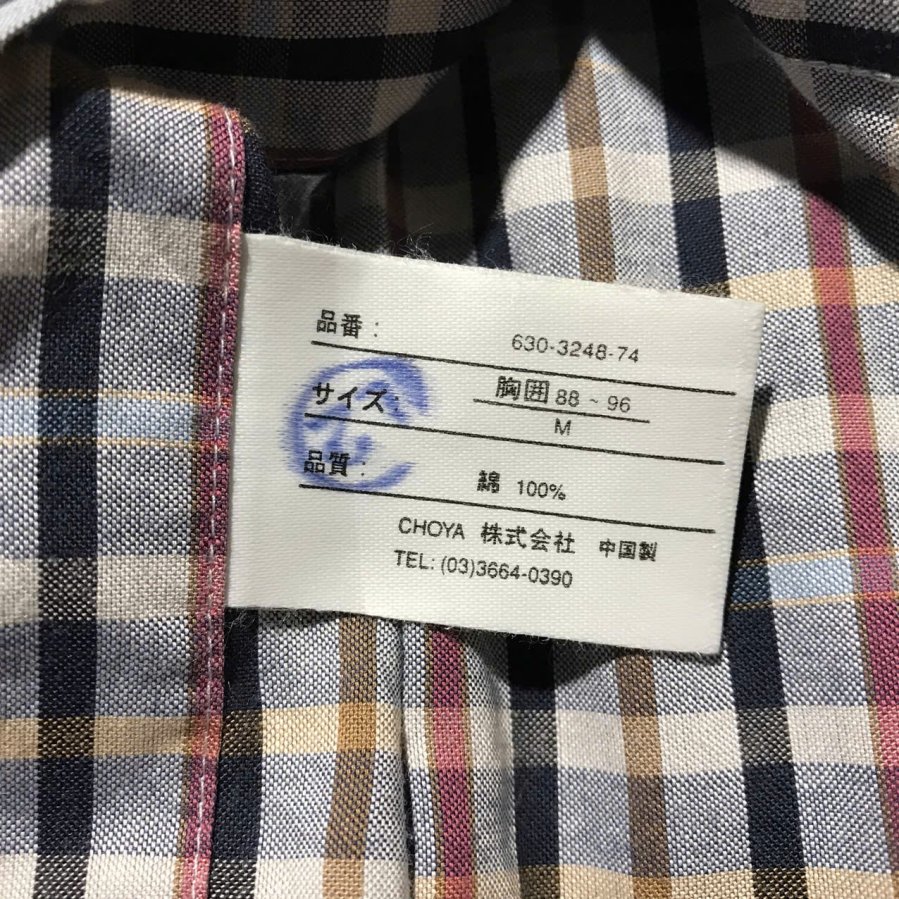 品番： 630-3248-74
サイズ： 胸囲 88 ~ 96
M
品質： 綿 100%
CHOYA 株式会社 中国製
TEL: (03)3664-0390